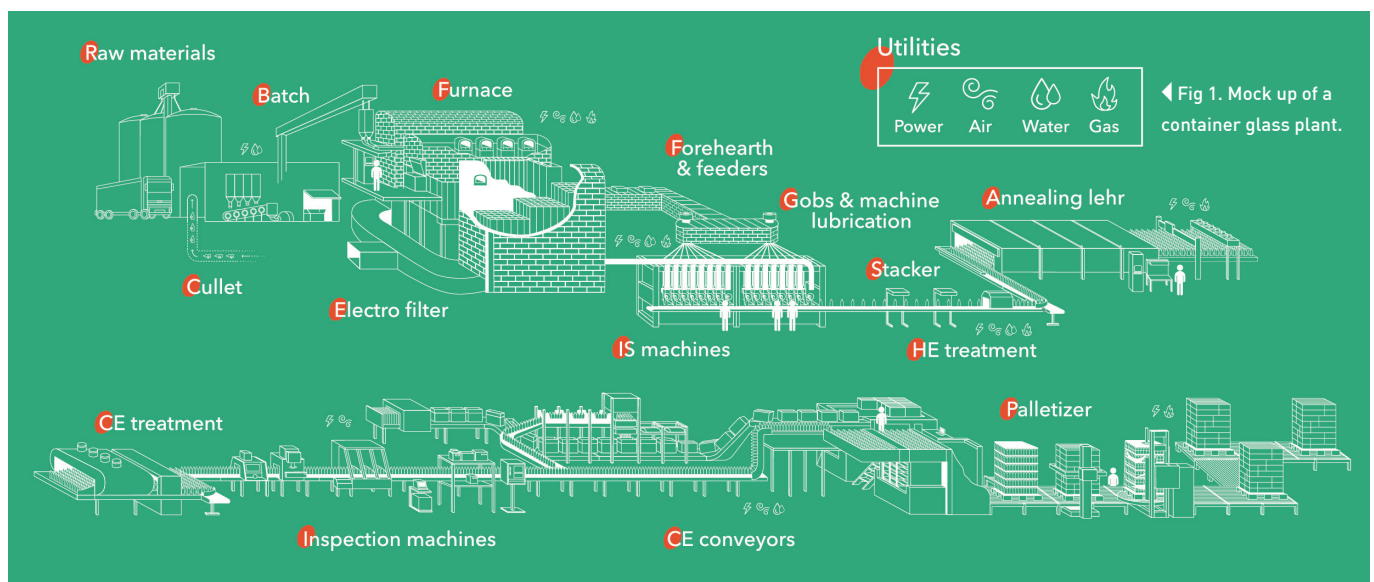 Raw materials
Batch
Furnace
Utilities
Power
Air
Water
Gas
Fig 1. Mock up of a
container glass plant.
Forehearth
& feeders
Gobs & machine
lubrication
Annealing lehr
Stacker
Cullet
Electro filter
IS machines
HE treatment
CE treatment
Palletizer
Inspection machines
CE conveyors